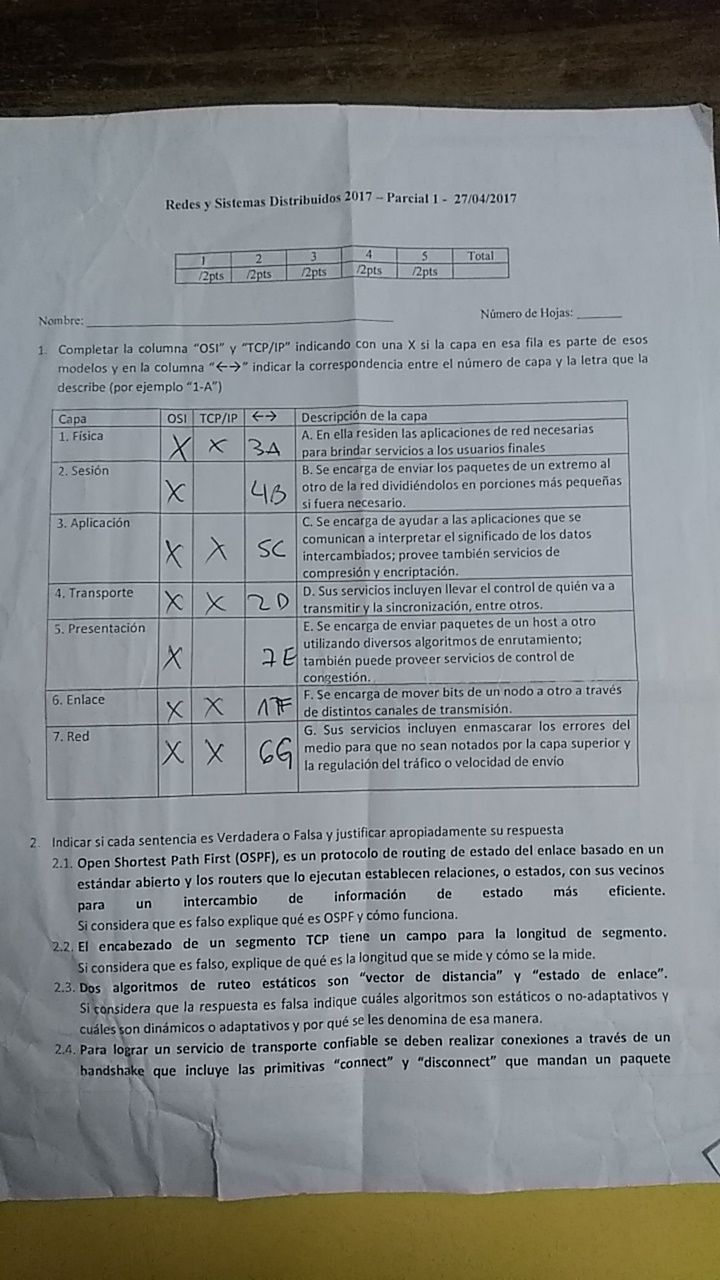 Redes y Sistemas Distribuidos 2017 – Parcial 1 - 27/04/2017
1 2 3 4 5 Total
/2pts /2pts /2pts /2pts /2pts
Nombre: Número de Hojas:
1. Completar la columna “OSI” y “TCP/IP” indicando con una X si la capa en esa fila es parte de esos
modelos y en la columna “←→” indicar la correspondencia entre el número de capa y la letra que la
describe (por ejemplo “1-A”)
Capa OSI TCP/IP ←→ Descripción de la capa
1. Física X X 3A A. En ella residen las aplicaciones de red necesarias
para brindar servicios a los usuarios finales
2. Sesión X 4B B. Se encarga de enviar los paquetes de un extremo al
otro de la red dividiéndolos en porciones más pequeñas
si fuera necesario.
3. Aplicación X X 5C C. Se encarga de ayudar a las aplicaciones que se
comunican a interpretar el significado de los datos
intercambiados; provee también servicios de
compresión y encriptación.
4. Transporte X X 2D D. Sus servicios incluyen llevar el control de quién va a
transmitir y la sincronización, entre otros.
5. Presentación X 7E E. Se encarga de enviar paquetes de un host a otro
utilizando diversos algoritmos de enrutamiento;
también puede proveer servicios de control de
congestión.
6. Enlace X X 1F F. Se encarga de mover bits de un nodo a otro a través
de distintos canales de transmisión.
7. Red X X 6G G. Sus servicios incluyen enmascarar los errores del
medio para que no sean notados por la capa superior y
la regulación del tráfico o velocidad de envío
2. Indicar si cada sentencia es Verdadera o Falsa y justificar apropiadamente su respuesta
2.1. Open Shortest Path First (OSPF), es un protocolo de routing de estado del enlace basado en un
estándar abierto y los routers que lo ejecutan establecen relaciones, o estados, con sus vecinos
para un intercambio de información de estado más eficiente.
Si considera que es falso explique qué es OSPF y cómo funciona.
2.2. El encabezado de un segmento TCP tiene un campo para la longitud de segmento.
Si considera que es falso, explique de qué es la longitud que se mide y cómo se la mide.
2.3. Dos algoritmos de ruteo estáticos son “vector de distancia” y “estado de enlace”.
Si considera que la respuesta es falsa indique cuáles algoritmos son estáticos o no-adaptativos y
cuáles son dinámicos o adaptativos y por qué se les denomina de esa manera.
2.4. Para lograr un servicio de transporte confiable se deben realizar conexiones a través de un
handshake que incluye las primitivas “connect” y “disconnect” que mandan un paquete